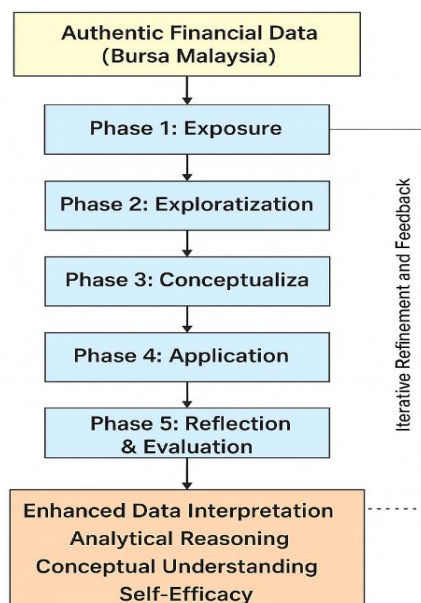 Authentic Financial Data
(Bursa Malaysia)
Phase 1: Exposure
Phase 2: Exploratization
Phase 3: Conceptualiza
Phase 4: Application
Phase 5: Reflection
& Evaluation
Iterative Refinement and Feedback
Enhanced Data Interpretation
Analytical Reasoning
Conceptual Understanding
Self-Efficacy